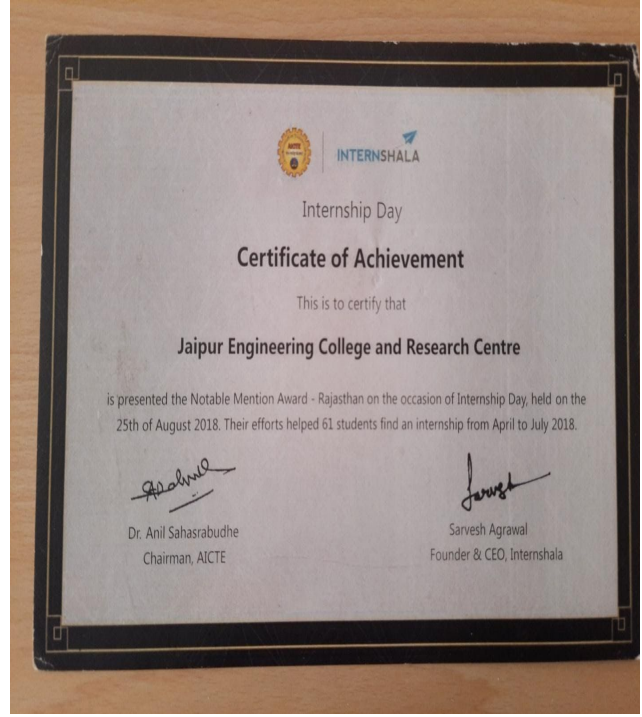 AICTE
INTERNSHALA
Internship Day
Certificate of Achievement
This is to certify that
Jaipur Engineering College and Research Centre
is presented the Notable Mention Award - Rajasthan on the occasion of Internship Day, held on the
25th of August 2018. Their efforts helped 61 students find an internship from April to July 2018.
Sarvesh
Dr. Anil Sahasrabudhe
Sarvesh Agrawal
Chairman, AICTE
Founder & CEO, Internshala